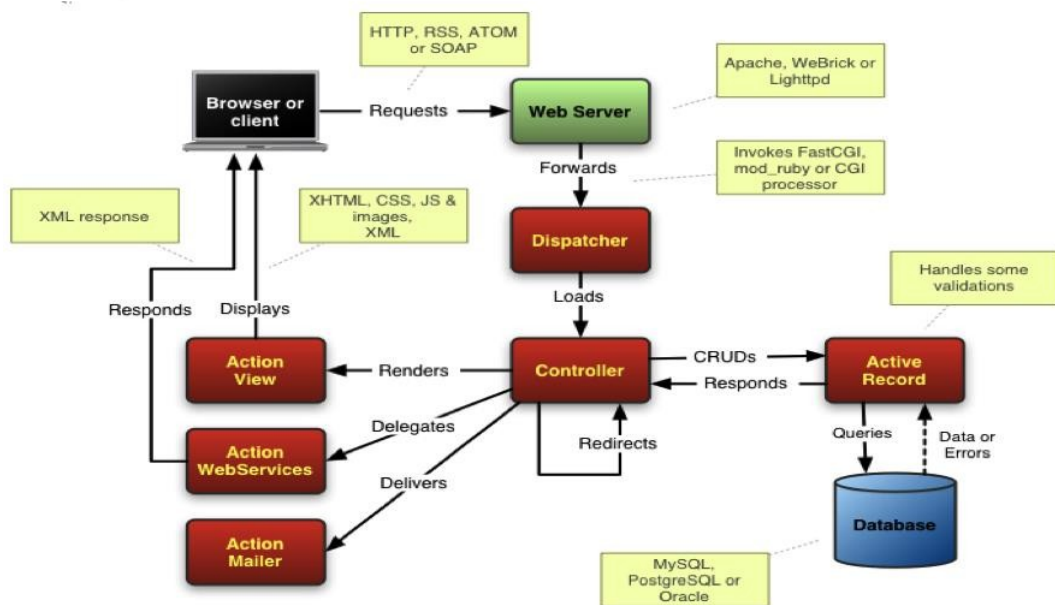 HTTP, RSS, ATOM
or SOAP
Apache, WeBrick or
Lighttpd
Browser or
client
Requests
Web Server
Forwards
Invokes FastCGI,
mod_ruby or CGI
processor
XML response
XHTML, CSS, JS &
images,
XML
Dispatcher
Handles some
validations
Responds
Displays
Loads
Action
View
Renders
Controller
CRUDs
Responds
Active
Record
Delegates
Redirects
Queries
Data or
Errors
Action
WebServices
Delivers
Database
Action
Mailer
MySQL,
PostgreSQL or
Oracle